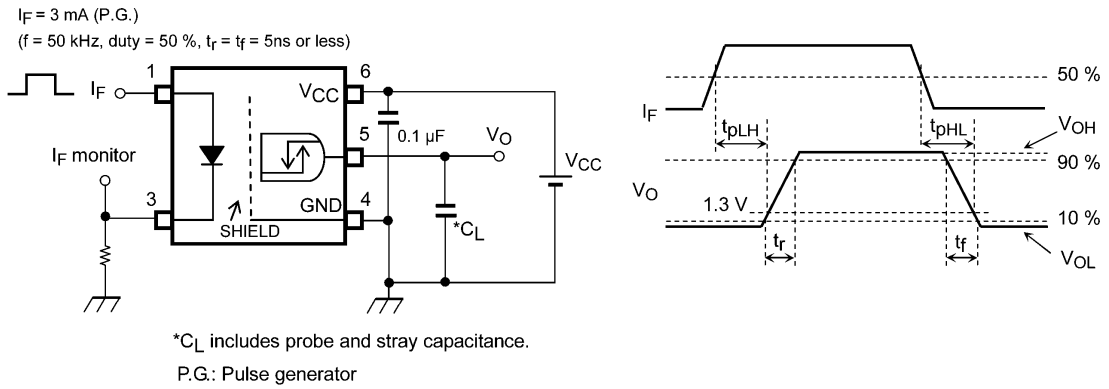 IF = 3 mA (P.G.)
(f = 50 kHz, duty = 50 %, tr = tf = 5ns or less)
IF
1
6
VCC
0.1 µF
5
VO
VCC
IF monitor
3
GND
4
SHIELD
*CL
*CL includes probe and stray capacitance.
P.G.: Pulse generator
50 %
IF
tpLH
tpHL
VOH
90 %
VO
1.3 V
10 %
tr
tf
VOL